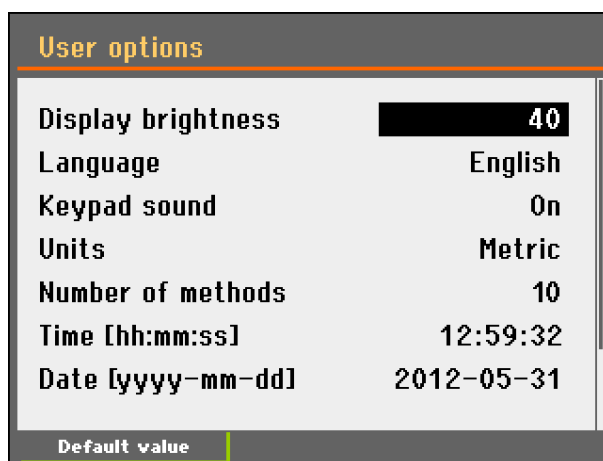 User options
Display brightness 40
Language English
Keypad sound On
Units Metric
Number of methods 10
Time [hh:mm:ss] 12:59:32
Date [yyyy-mm-dd] 2012-05-31
Default value